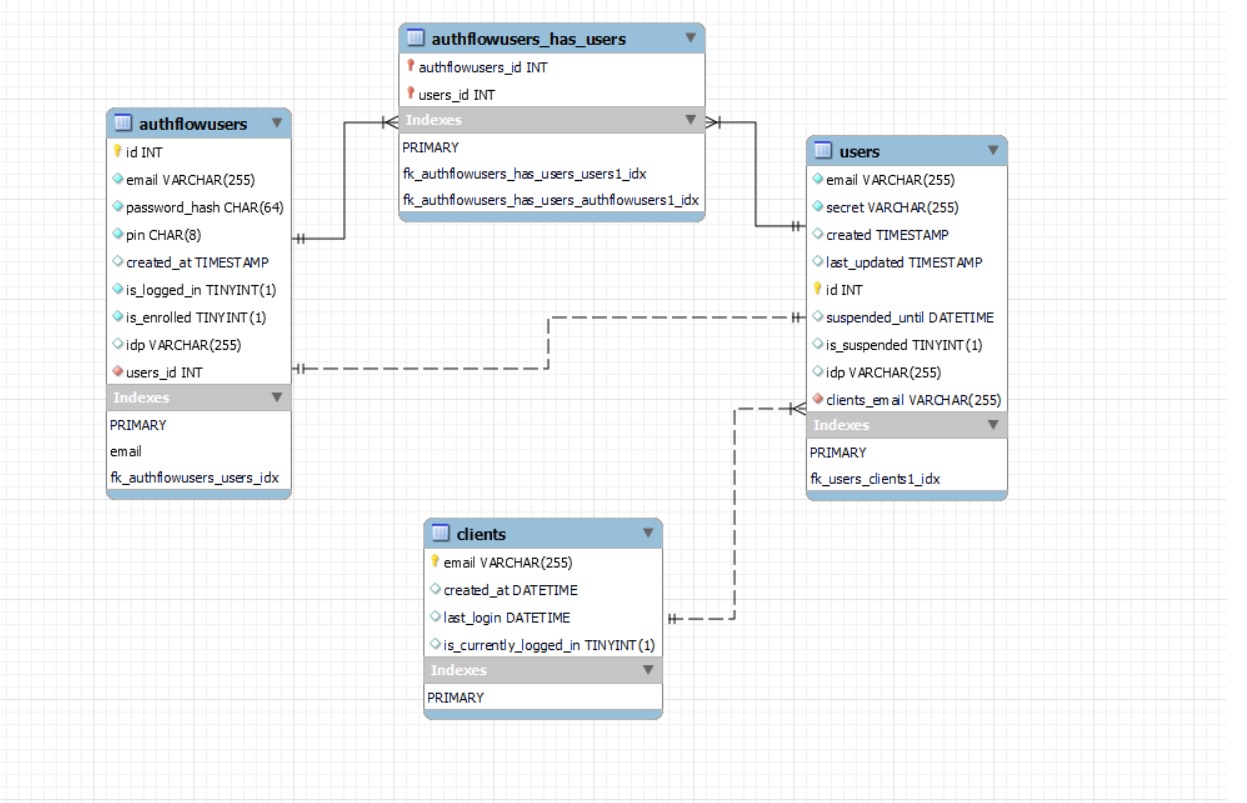 authflowusers_has_users
authflowusers_id INT
users_id INT
Indexes
PRIMARY
fk_authflowusers_has_users_users1_idx
fk_authflowusers_has_users_authflowusers1_idx
authflowusers
id INT
email VARCHAR(255)
password_hash CHAR(64)
pin CHAR(8)
created_at TIMESTAMP
is_logged_in TINYINT(1)
is_enrolled TINYINT(1)
idp VARCHAR(255)
users_id INT
Indexes
PRIMARY
email
fk_authflowusers_users_idx
users
email VARCHAR(255)
secret VARCHAR(255)
created TIMESTAMP
last_updated TIMESTAMP
id INT
suspended_until DATETIME
is_suspended TINYINT(1)
idp VARCHAR(255)
clients_email VARCHAR(255)
Indexes
PRIMARY
fk_users_clients1_idx
clients
email VARCHAR(255)
created_at DATETIME
last_login DATETIME
is_currently_logged_in TINYINT(1)
Indexes
PRIMARY